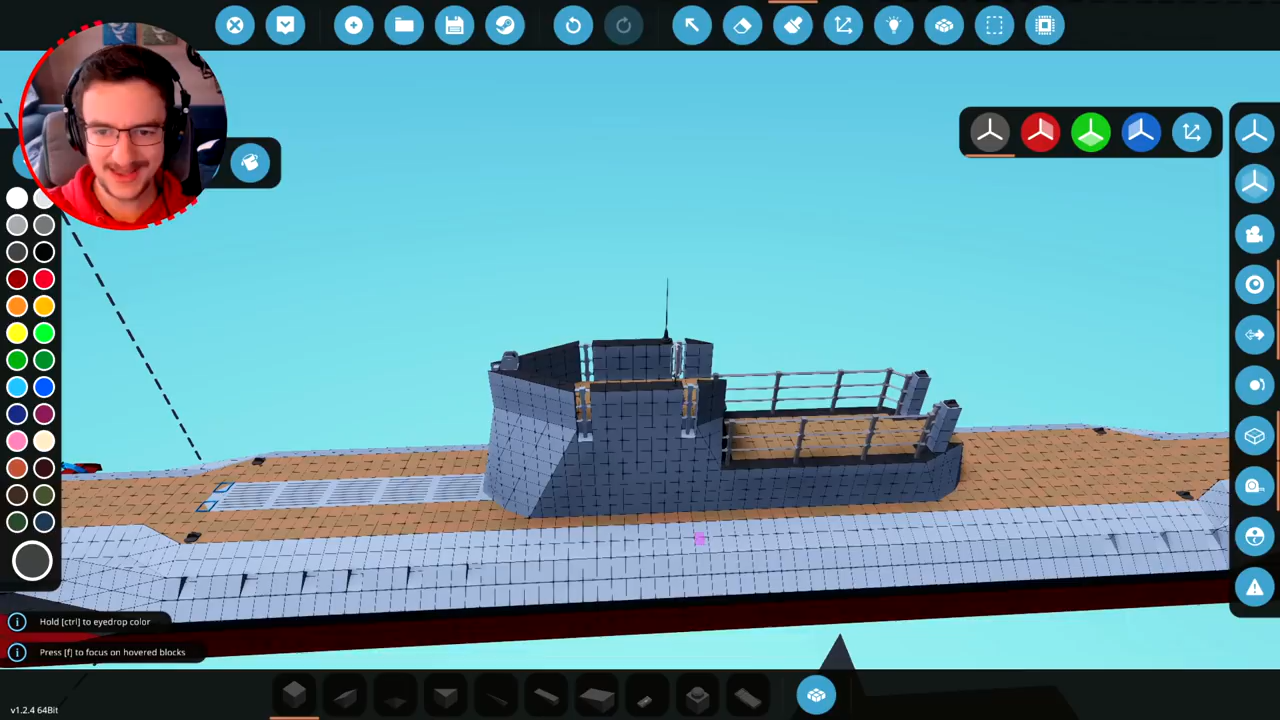 Hold [ctrl] to eyedrop color
Press [f] to focus on hovered blocks
v1.2.4 64Bit